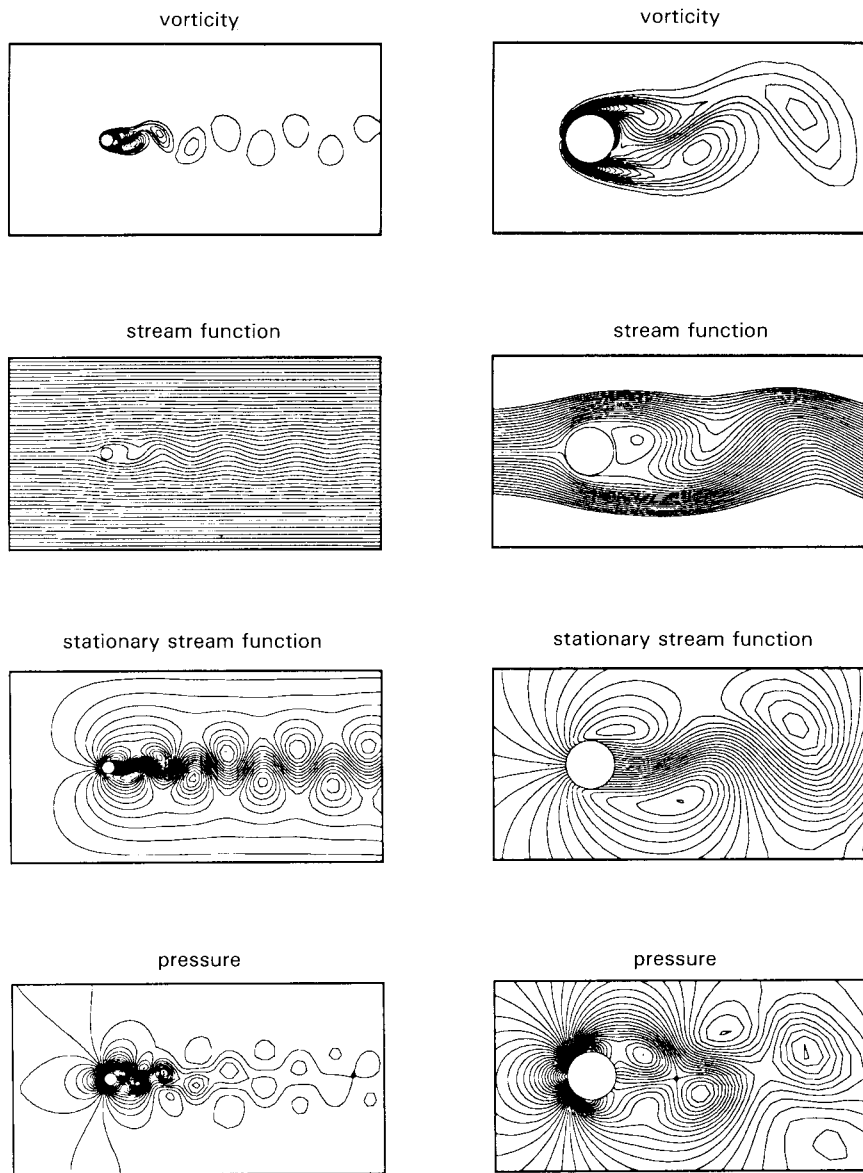 vorticity
vorticity
stream function
stream function
stationary stream function
stationary stream function
pressure
pressure